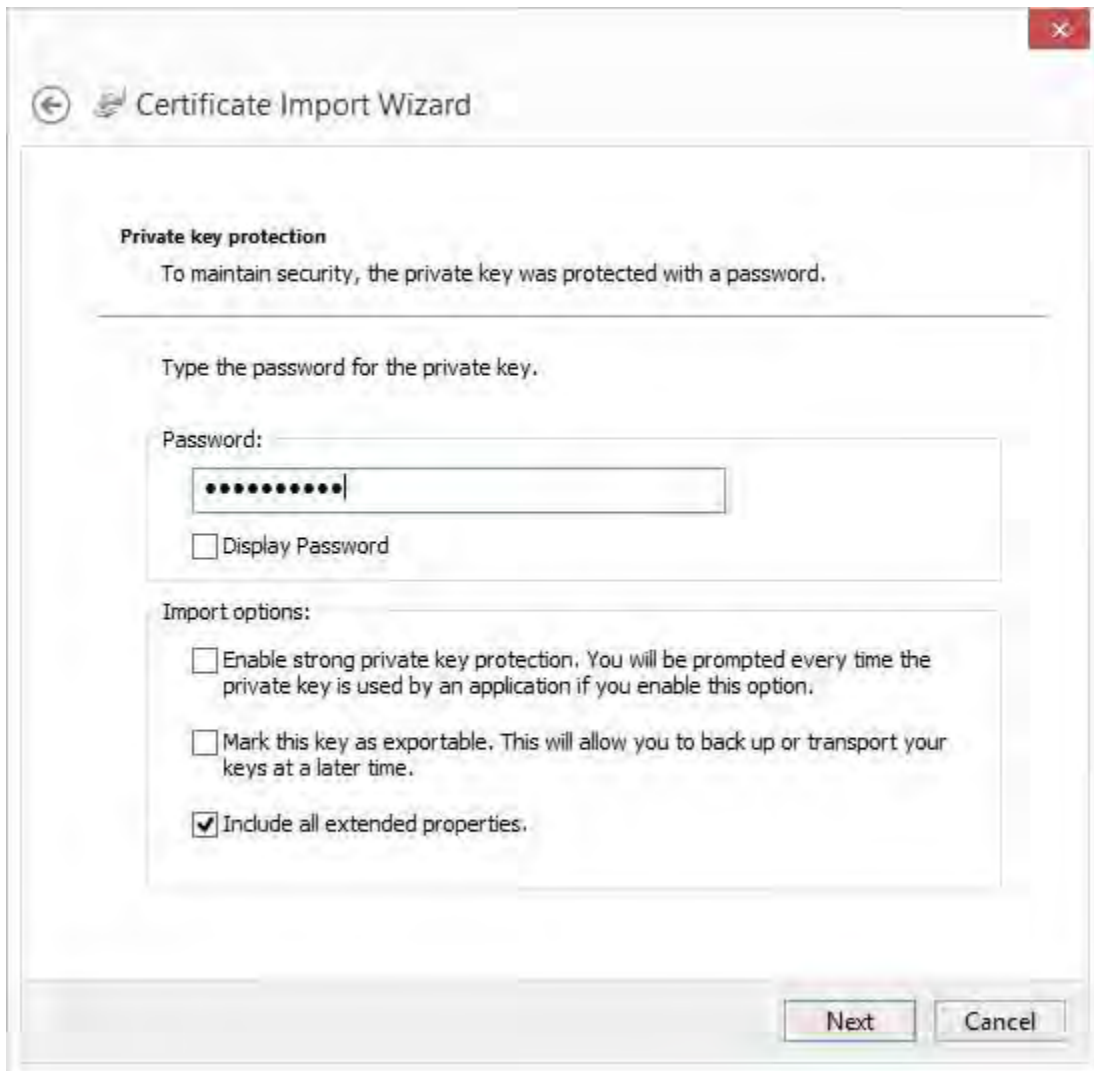 Certificate Import Wizard
Private key protection
To maintain security, the private key was protected with a password.
Type the password for the private key.
Password:
••••••••••
Display Password
Import options:
Enable strong private key protection. You will be prompted every time the
private key is used by an application if you enable this option.
Mark this key as exportable. This will allow you to back up or transport your
keys at a later time.
Include all extended properties.
Next Cancel